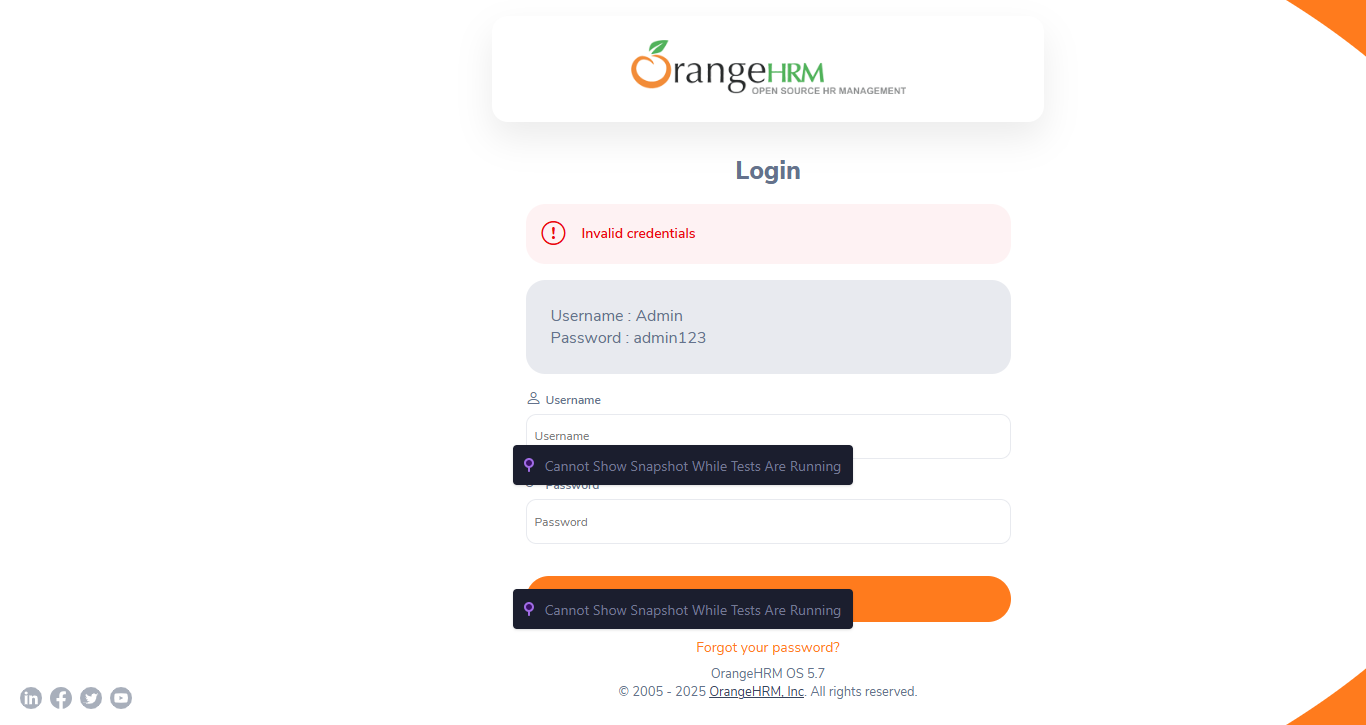 OrangeHRM
OPEN SOURCE HR MANAGEMENT
Login
Invalid credentials
Username : Admin
Password : admin123
Username
Username
Cannot Show Snapshot While Tests Are Running
Password
Password
Cannot Show Snapshot While Tests Are Running
Forgot your password?
OrangeHRM OS 5.7
© 2005 - 2025 OrangeHRM, Inc. All rights reserved.